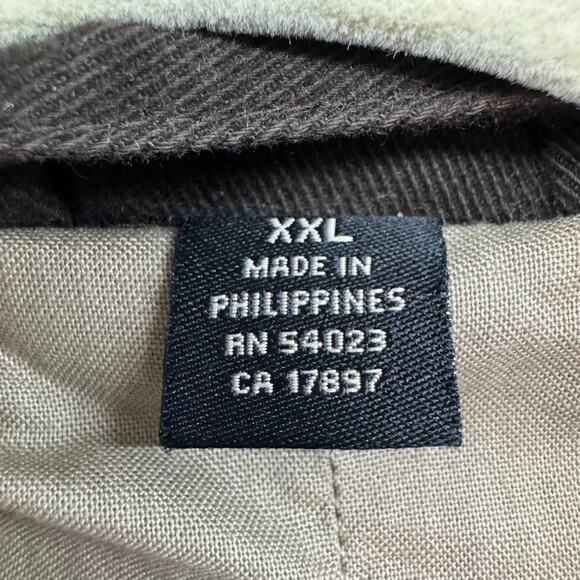 XXL
MADE IN
PHILIPPINES
RN 54023
CA 17897